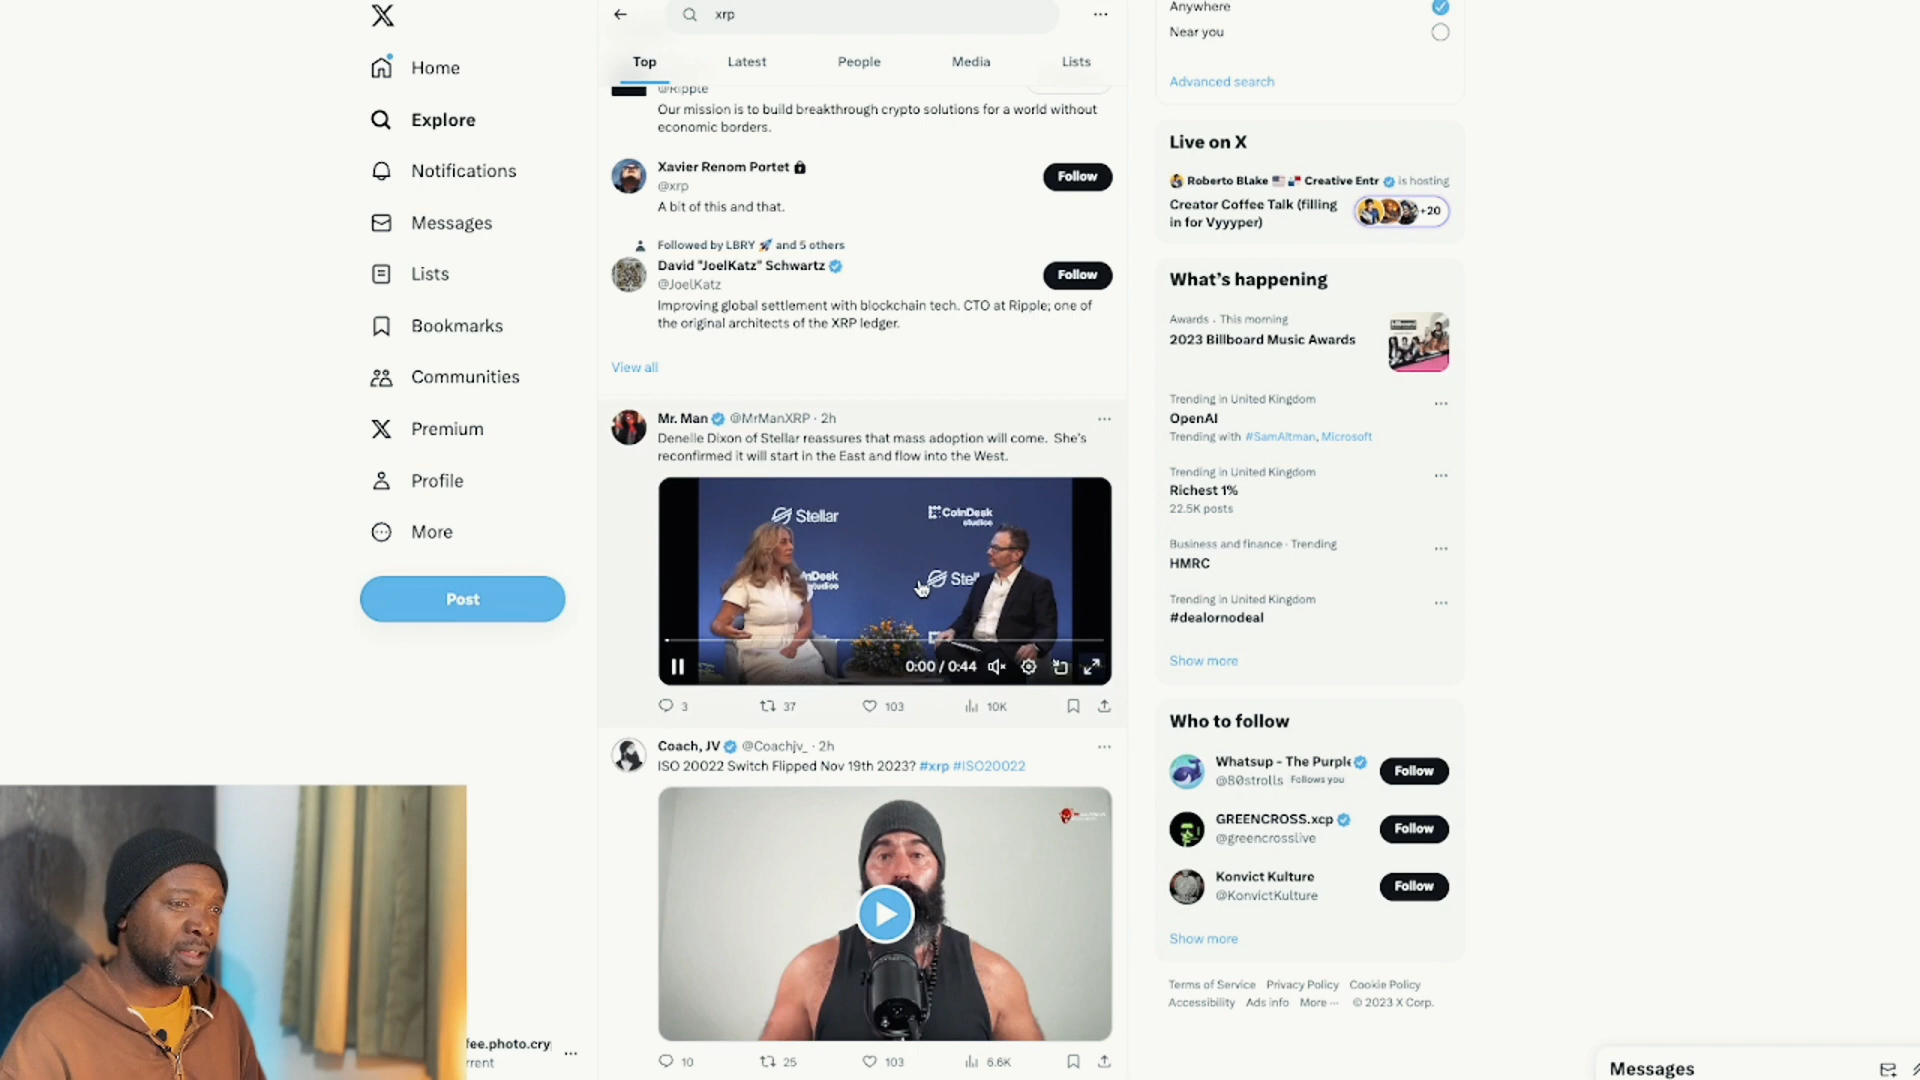 Home
Explore
Notifications
Messages
Lists
Bookmarks
Communities
Premium
Profile
More
Post
fee.photo.cry
rrent
xrp
Top
Latest
People
Media
Lists
@Ripple
Our mission is to build breakthrough crypto solutions for a world without
economic borders.
Xavier Renom Portet
@xrp
A bit of this and that.
Follow
Followed by LBRY 🚀 and 5 others
David "JoelKatz" Schwartz
@JoelKatz
Improving global settlement with blockchain tech. CTO at Ripple; one of
the original architects of the XRP ledger.
Follow
View all
Mr. Man @MrManXRP · 2h
Denelle Dixon of Stellar reassures that mass adoption will come. She's
reconfirmed it will start in the East and flow into the West.
Stellar
CoinDesk
studios
nDesk
studios
Stel
0:00 / 0:44
3
37
103
10K
Coach, JV @Coachjv_ · 2h
ISO 20022 Switch Flipped Nov 19th 2023? #xrp #ISO20022
10
25
103
6.6K
Anywhere
Near you
Advanced search
Live on X
Roberto Blake 🇺🇸 🇵🇦 Creative Entr is hosting
Creator Coffee Talk (filling
in for Vyyyper)
+20
What's happening
Awards · This morning
2023 Billboard Music Awards
Trending in United Kingdom
OpenAI
Trending with #SamAltman, Microsoft
Trending in United Kingdom
Richest 1%
22.5K posts
Business and finance · Trending
HMRC
Trending in United Kingdom
#dealornodeal
Show more
Who to follow
Whatsup - The Purple
@80strolls Follows you
Follow
GREENCROSS.xcp
@greencrosslive
Follow
Konvict Kulture
@KonvictKulture
Follow
Show more
Terms of Service Privacy Policy Cookie Policy
Accessibility Ads info More ··· © 2023 X Corp.
Messages